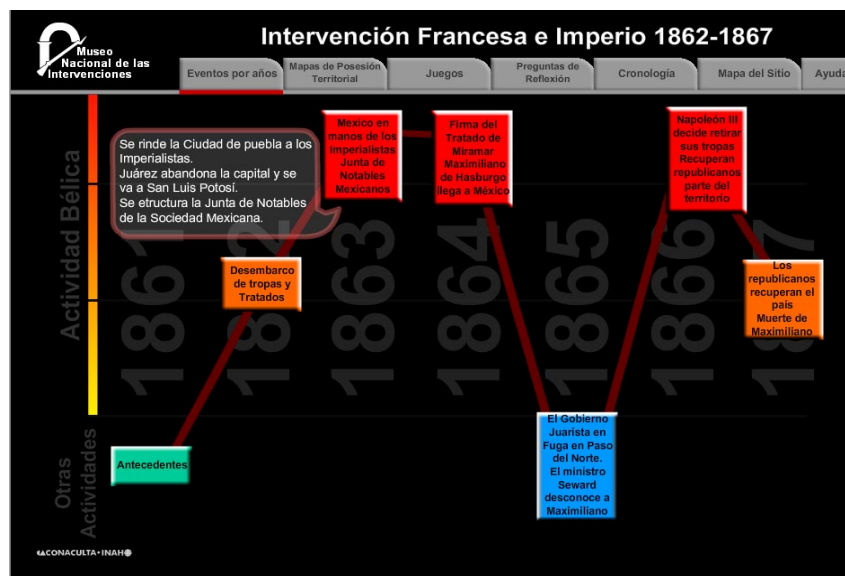 Museo
Nacional de las
Intervenciones
Intervención Francesa e Imperio 1862-1867
Eventos por años
Mapas de Posesión
Territorial
Juegos
Preguntas de
Reflexión
Cronología
Mapa del Sitio
Ayuda
Actividad Bélica
Otras
Actividades
Se rinde la Ciudad de puebla a los
Imperialistas.
Juárez abandona la capital y se
va a San Luis Potosí.
Se etructura la Junta de Notables
de la Sociedad Mexicana.
1861
1862
1863
1864
1865
1866
1867
Antecedentes
Desembarco
de tropas y
Tratados
Mexico en
manos de los
Imperialistas
Junta de
Notables
Mexicanos
Firma del
Tratado de
Miramar
Maximiliano
de Hasburgo
llega a México
El Gobierno
Juarista en
Fuga en Paso
del Norte.
El ministro
Seward
desconoce a
Maximiliano
Napoleón III
decide retirar
sus tropas
Recuperan
republicanos
parte del
territorio
Los
republicanos
recuperan el
país
Muerte de
Maximiliano
CONACULTA·INAH